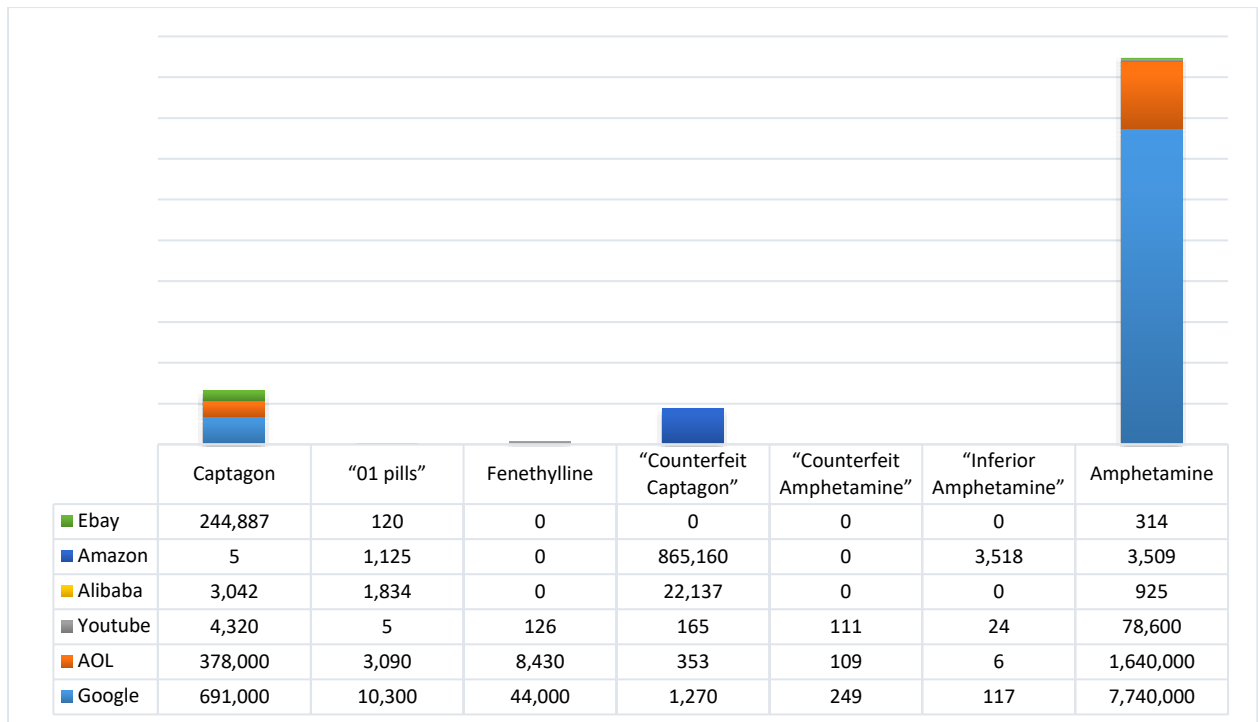 Captagon “01 pills” Fenethylline “Counterfeit Captagon” “Counterfeit Amphetamine” “Inferior Amphetamine” Amphetamine
Ebay 244,887 120 0 0 0 0 314
Amazon 5 1,125 0 865,160 0 3,518 3,509
Alibaba 3,042 1,834 0 22,137 0 0 925
Youtube 4,320 5 126 165 111 24 78,600
AOL 378,000 3,090 8,430 353 109 6 1,640,000
Google 691,000 10,300 44,000 1,270 249 117 7,740,000